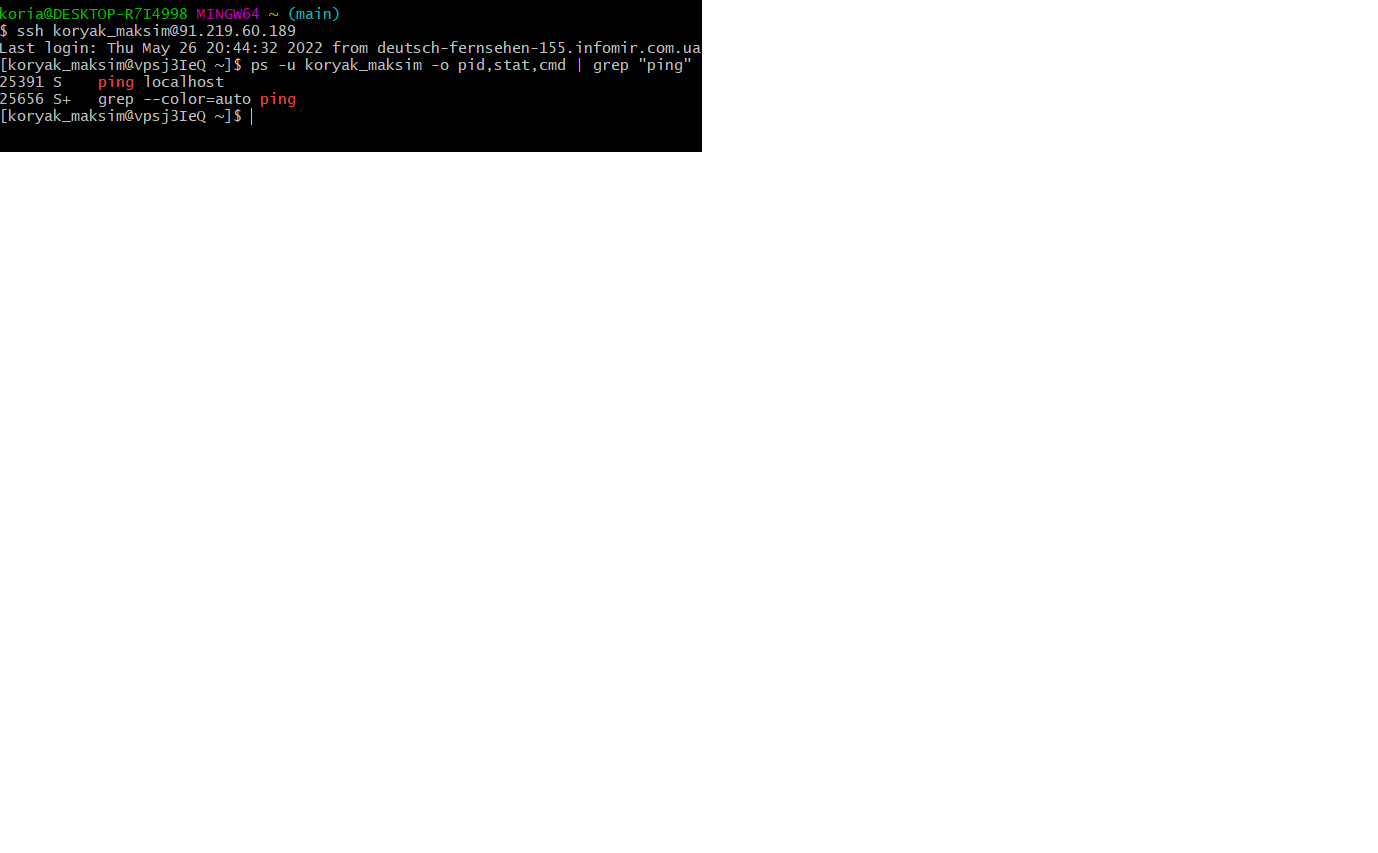 koria@DESKTOP-R7I4998 MINGW64 ~ (main)
$ ssh koryak_maksim@91.219.60.189
Last login: Thu May 26 20:44:32 2022 from deutsch-fernsehen-155.infomir.com.ua
[koryak_maksim@vpsj3IeQ ~]$ ps -u koryak_maksim -o pid,stat,cmd | grep "ping"
25391 S    ping localhost
25656 S+   grep --color=auto ping
[koryak_maksim@vpsj3IeQ ~]$